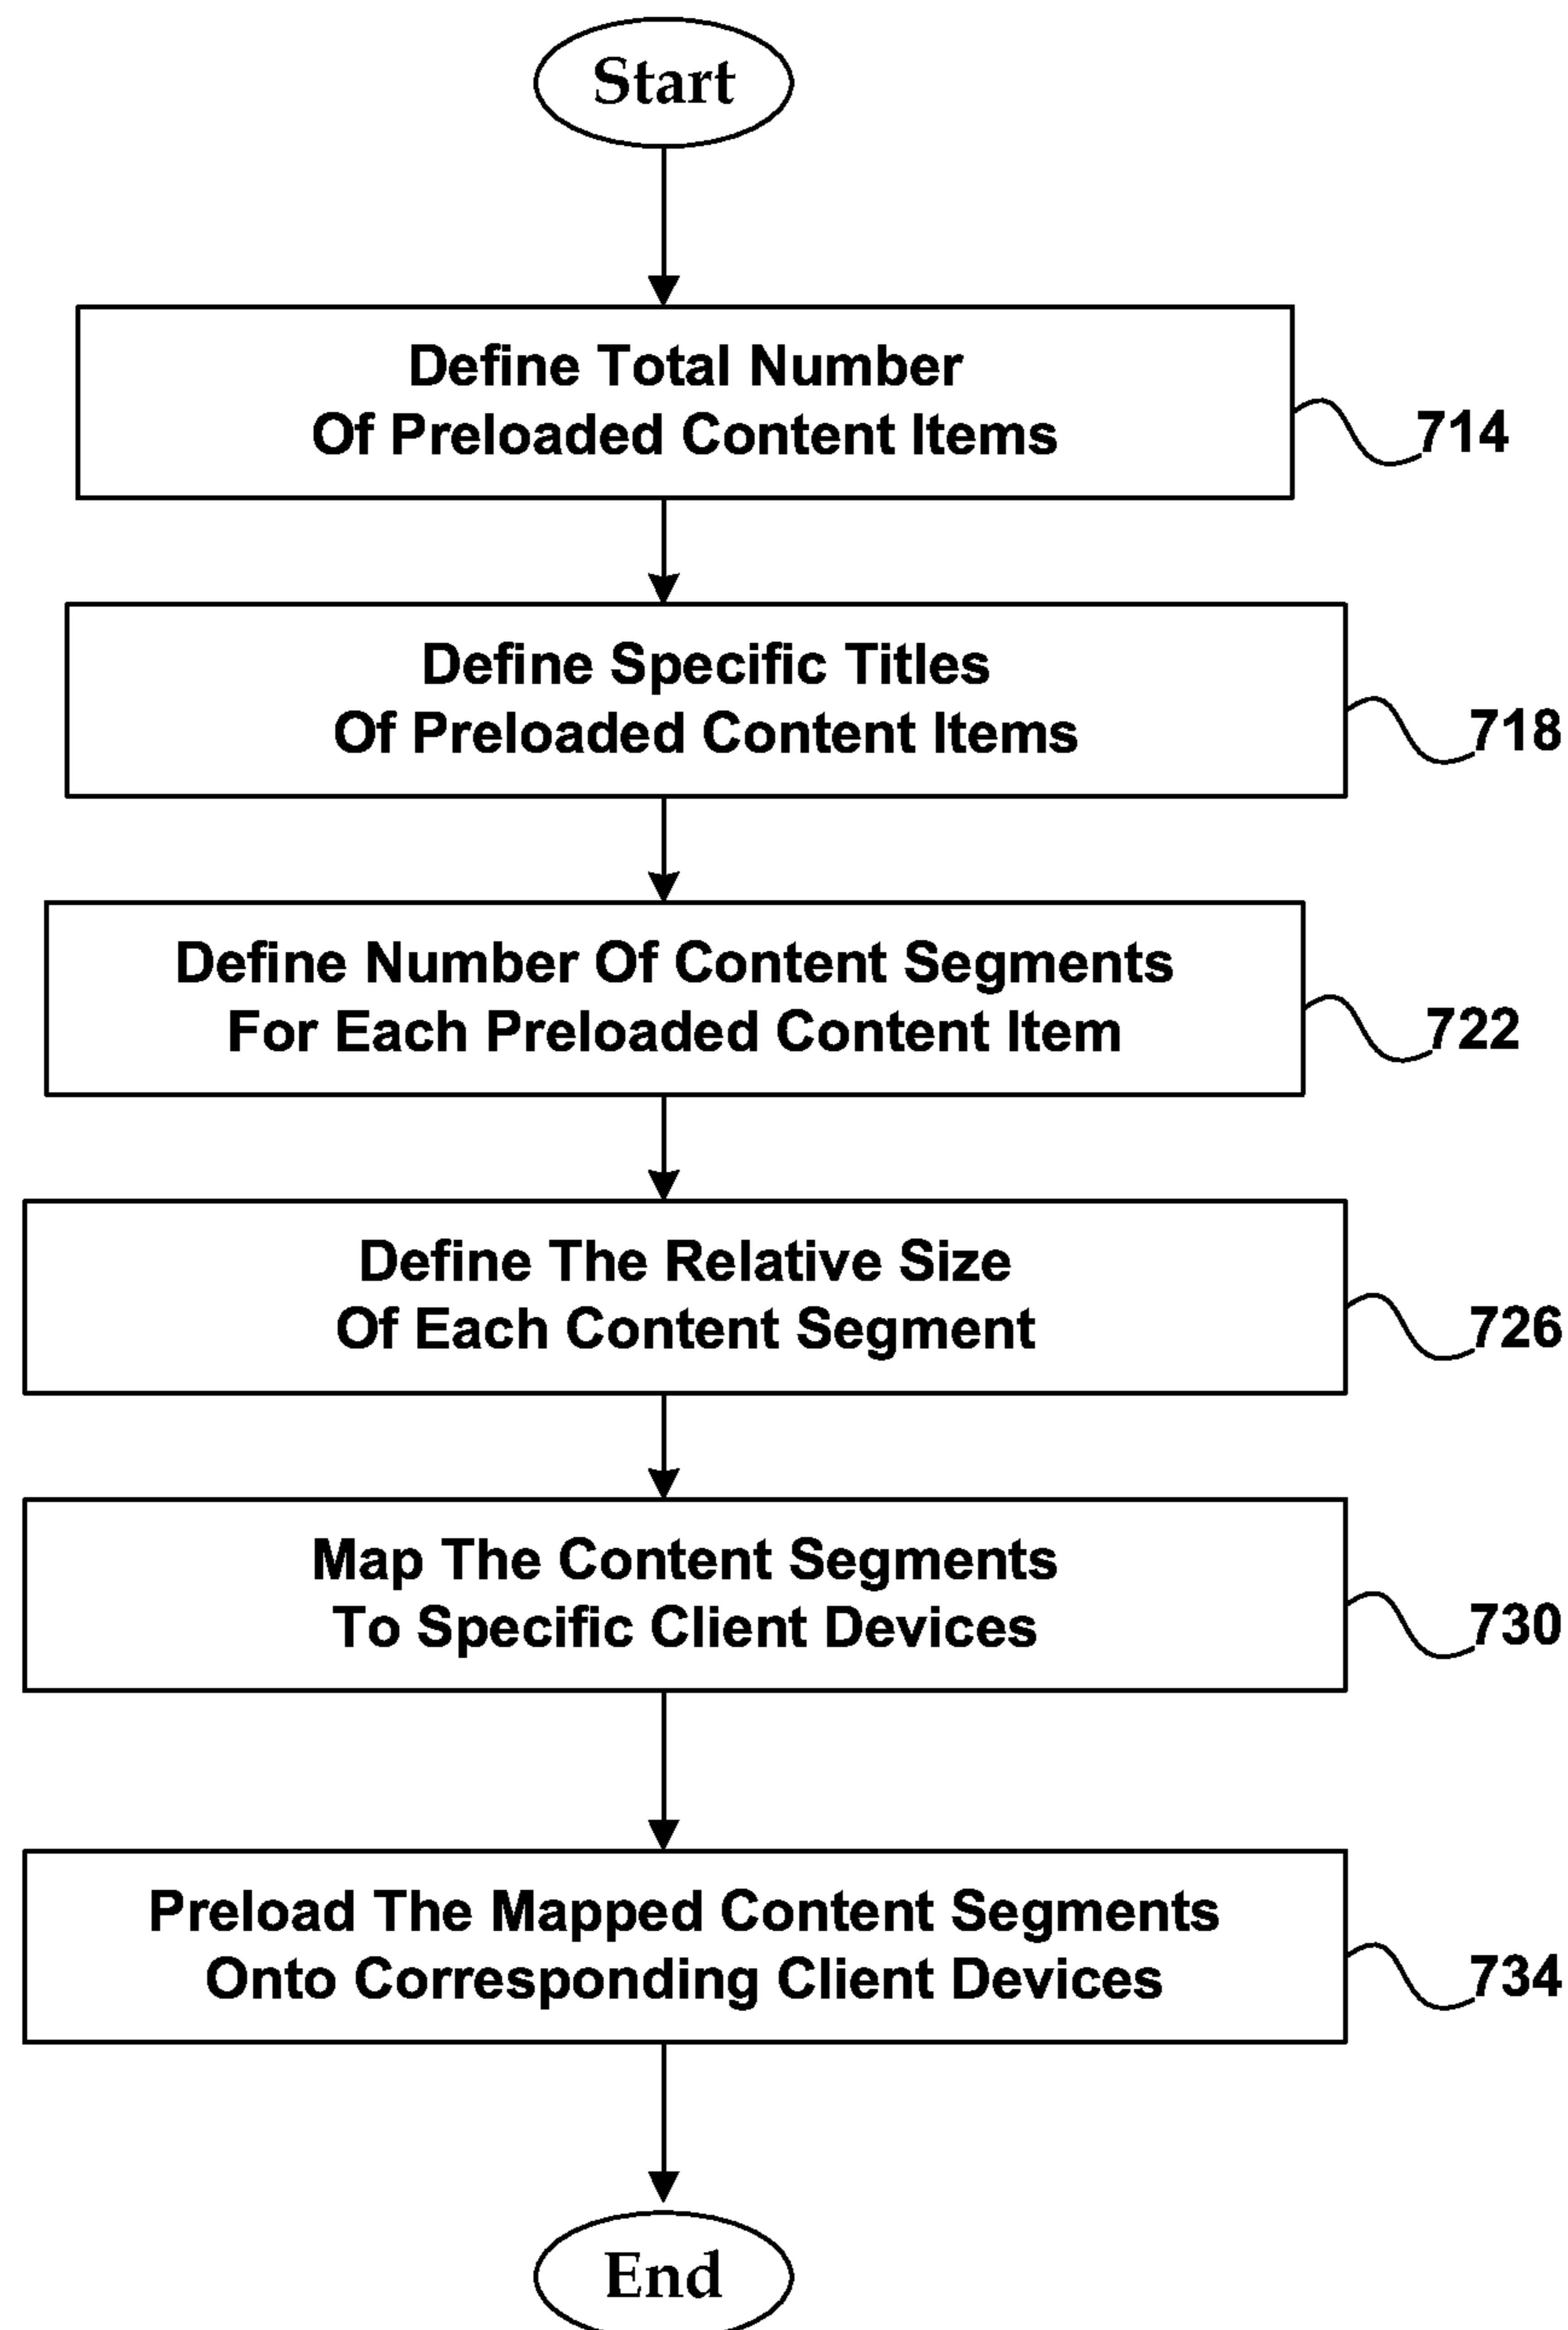 Start
Define Total Number
Of Preloaded Content Items
714
Define Specific Titles
Of Preloaded Content Items
718
Define Number Of Content Segments
For Each Preloaded Content Item
722
Define The Relative Size
Of Each Content Segment
726
Map The Content Segments
To Specific Client Devices
730
Preload The Mapped Content Segments
Onto Corresponding Client Devices
734
End